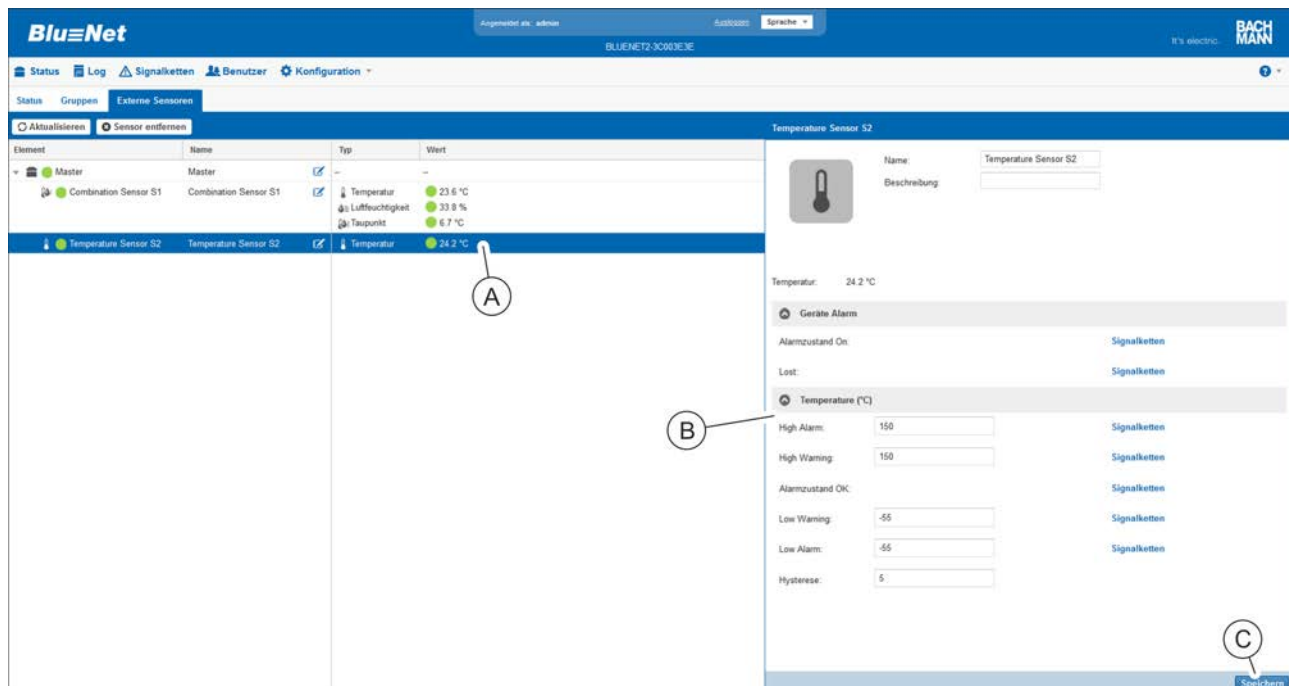 Blu≡Net
Angemeldet als: admin
Ausloggen
Sprache
BLUENET2-3C003E3E
It's electric.
BACH
MANN
Status Log Signalketten Benutzer Konfiguration
Status Gruppen Externe Sensoren
Aktualisieren Sensor entfernen
Element Name Typ Wert
Master Master – –
Combination Sensor S1 Combination Sensor S1 Temperatur 23.6 °C
Luftfeuchtigkeit 33.8 %
Taupunkt 6.7 °C
Temperature Sensor S2 Temperature Sensor S2 Temperatur 24.2 °C
A
Temperature Sensor S2
Name: Temperature Sensor S2
Beschreibung:
Temperatur: 24.2 °C
Geräte Alarm
Alarmzustand On: Signalketten
Lost: Signalketten
Temperature (°C)
B
High Alarm: 150 Signalketten
High Warning: 150 Signalketten
Alarmzustand OK: Signalketten
Low Warning: -55 Signalketten
Low Alarm: -55 Signalketten
Hysterese: 5
C
Speichern